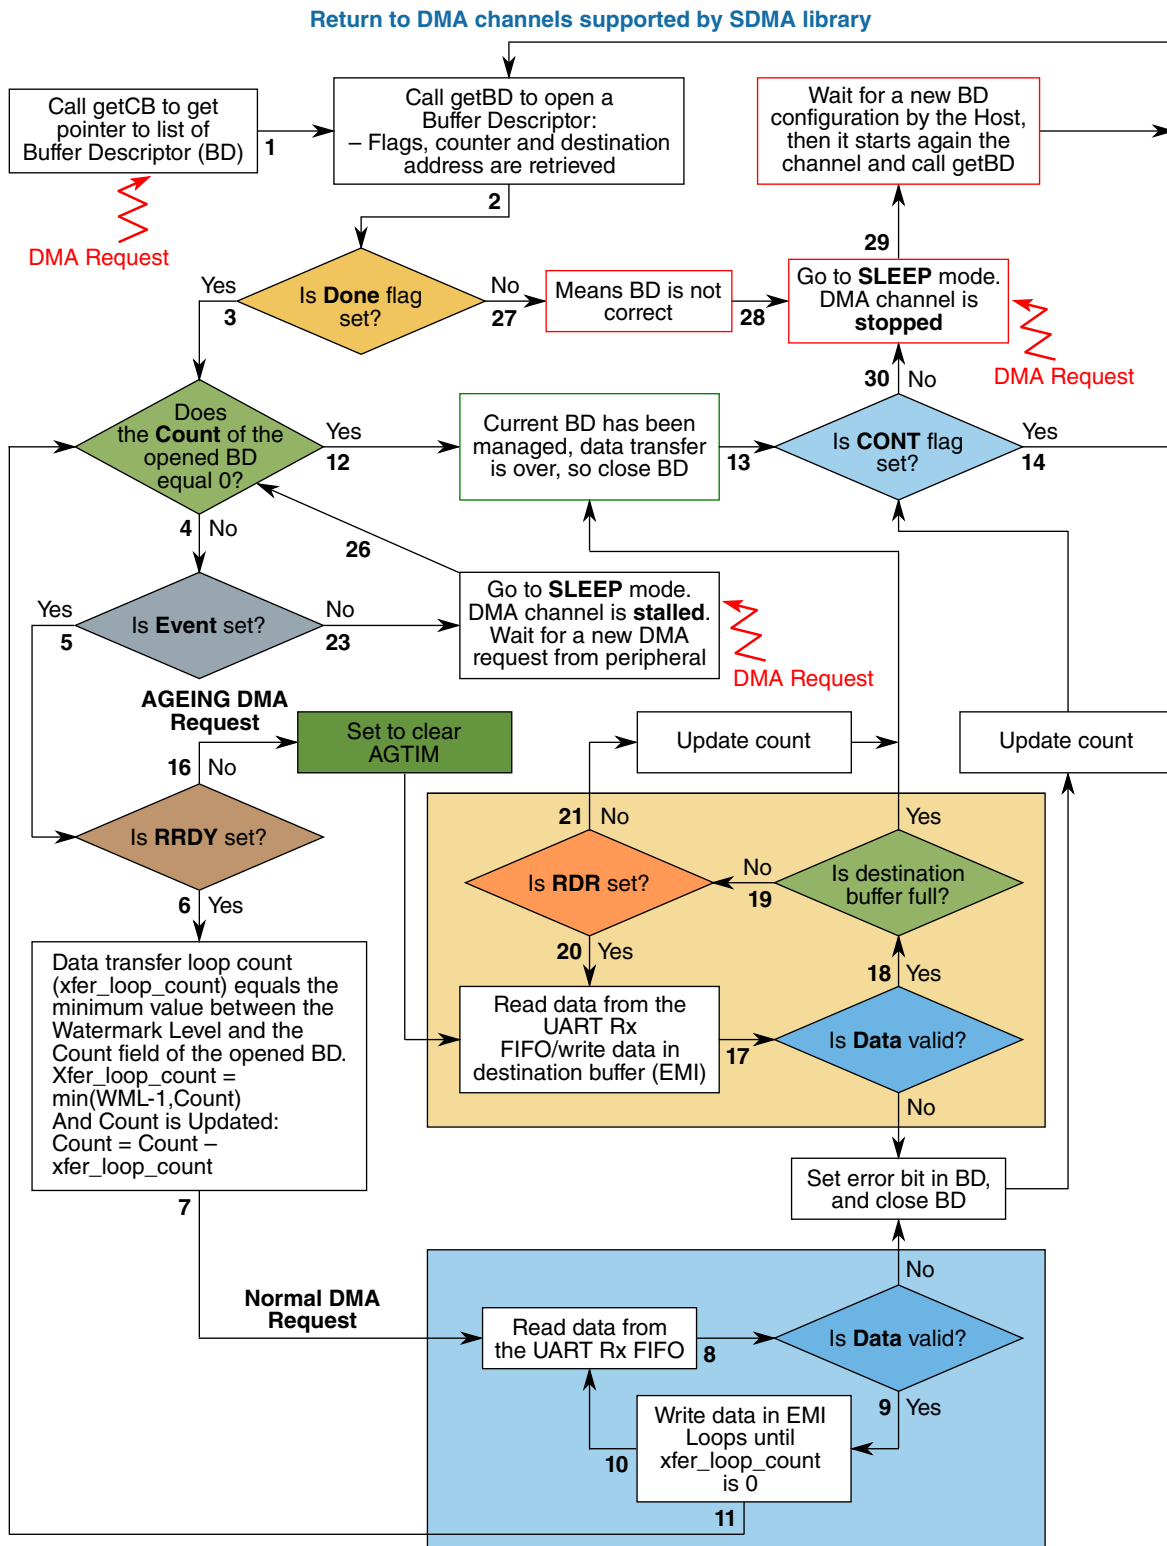 Return to DMA channels supported by SDMA library
Call getCB to get
pointer to list of
Buffer Descriptor (BD)
1
Call getBD to open a
Buffer Descriptor:
– Flags, counter and destination
address are retrieved
Wait for a new BD
configuration by the Host,
then it starts again the
channel and call getBD
DMA Request
2
29
Yes
3
Is Done flag
set?
No
27
Means BD is not
correct
28
Go to SLEEP mode.
DMA channel is
stopped
DMA Request
30
No
Does
the Count of the
opened BD
equal 0?
Yes
12
Current BD has been
managed, data transfer
is over, so close BD
13
Is CONT flag
set?
Yes
14
4
No
26
Yes
5
Is Event set?
No
23
Go to SLEEP mode.
DMA channel is stalled.
Wait for a new DMA
request from peripheral
DMA Request
AGEING DMA
Request
16
No
Set to clear
AGTIM
Update count
Update count
Is RRDY set?
21
No
Yes
Is RDR set?
No
19
Is destination
buffer full?
6
Yes
20
Yes
18
Yes
Data transfer loop count
(xfer_loop_count) equals the
minimum value between the
Watermark Level and the
Count field of the opened BD.
Xfer_loop_count =
min(WML-1,Count)
And Count is Updated:
Count = Count –
xfer_loop_count
Read data from the
UART Rx
FIFO/write data in
destination buffer (EMI)
17
Is Data valid?
No
7
Set error bit in BD,
and close BD
No
Normal DMA
Request
Read data from
the UART Rx FIFO
8
Is Data valid?
9
Yes
Write data in EMI
Loops until
xfer_loop_count
is 0
10
11